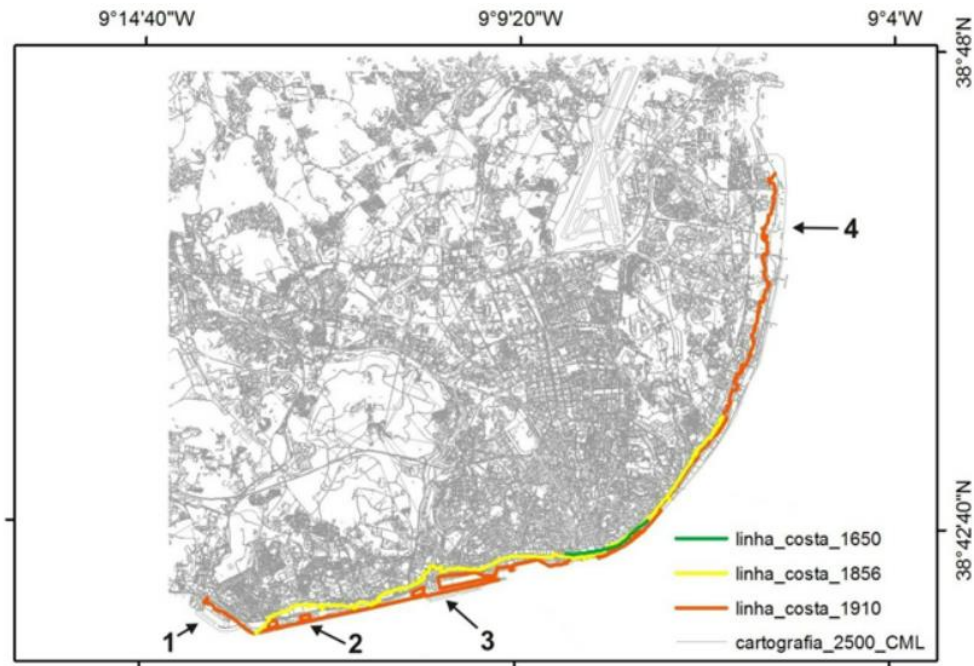 9°14'40"W
9°9'20"W
9°4'W
38°48'N
4
38°42'40"N
linha_costa_1650
linha_costa_1856
linha_costa_1910
cartografia_2500_CML
1
2
3